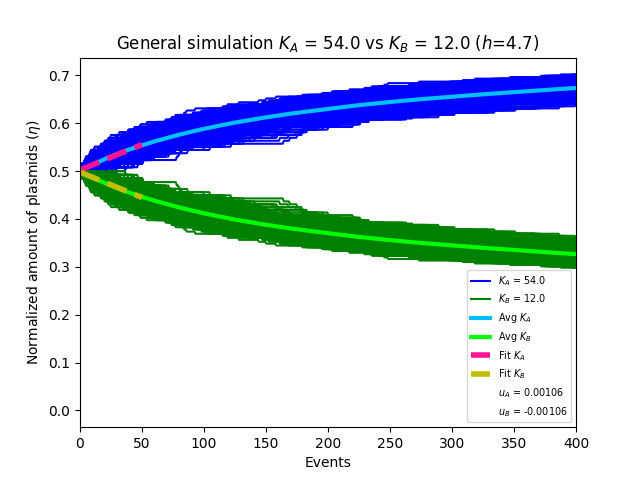 General simulation K_A = 54.0 vs K_B = 12.0 (h=4.7)
Normalized amount of plasmids (η)
0.7
0.6
0.5
0.4
0.3
0.2
0.1
0.0
K_A = 54.0
K_B = 12.0
Avg K_A
Avg K_B
Fit K_A
Fit K_B
u_A = 0.00106
u_B = -0.00106
0 50 100 150 200 250 300 350 400
Events